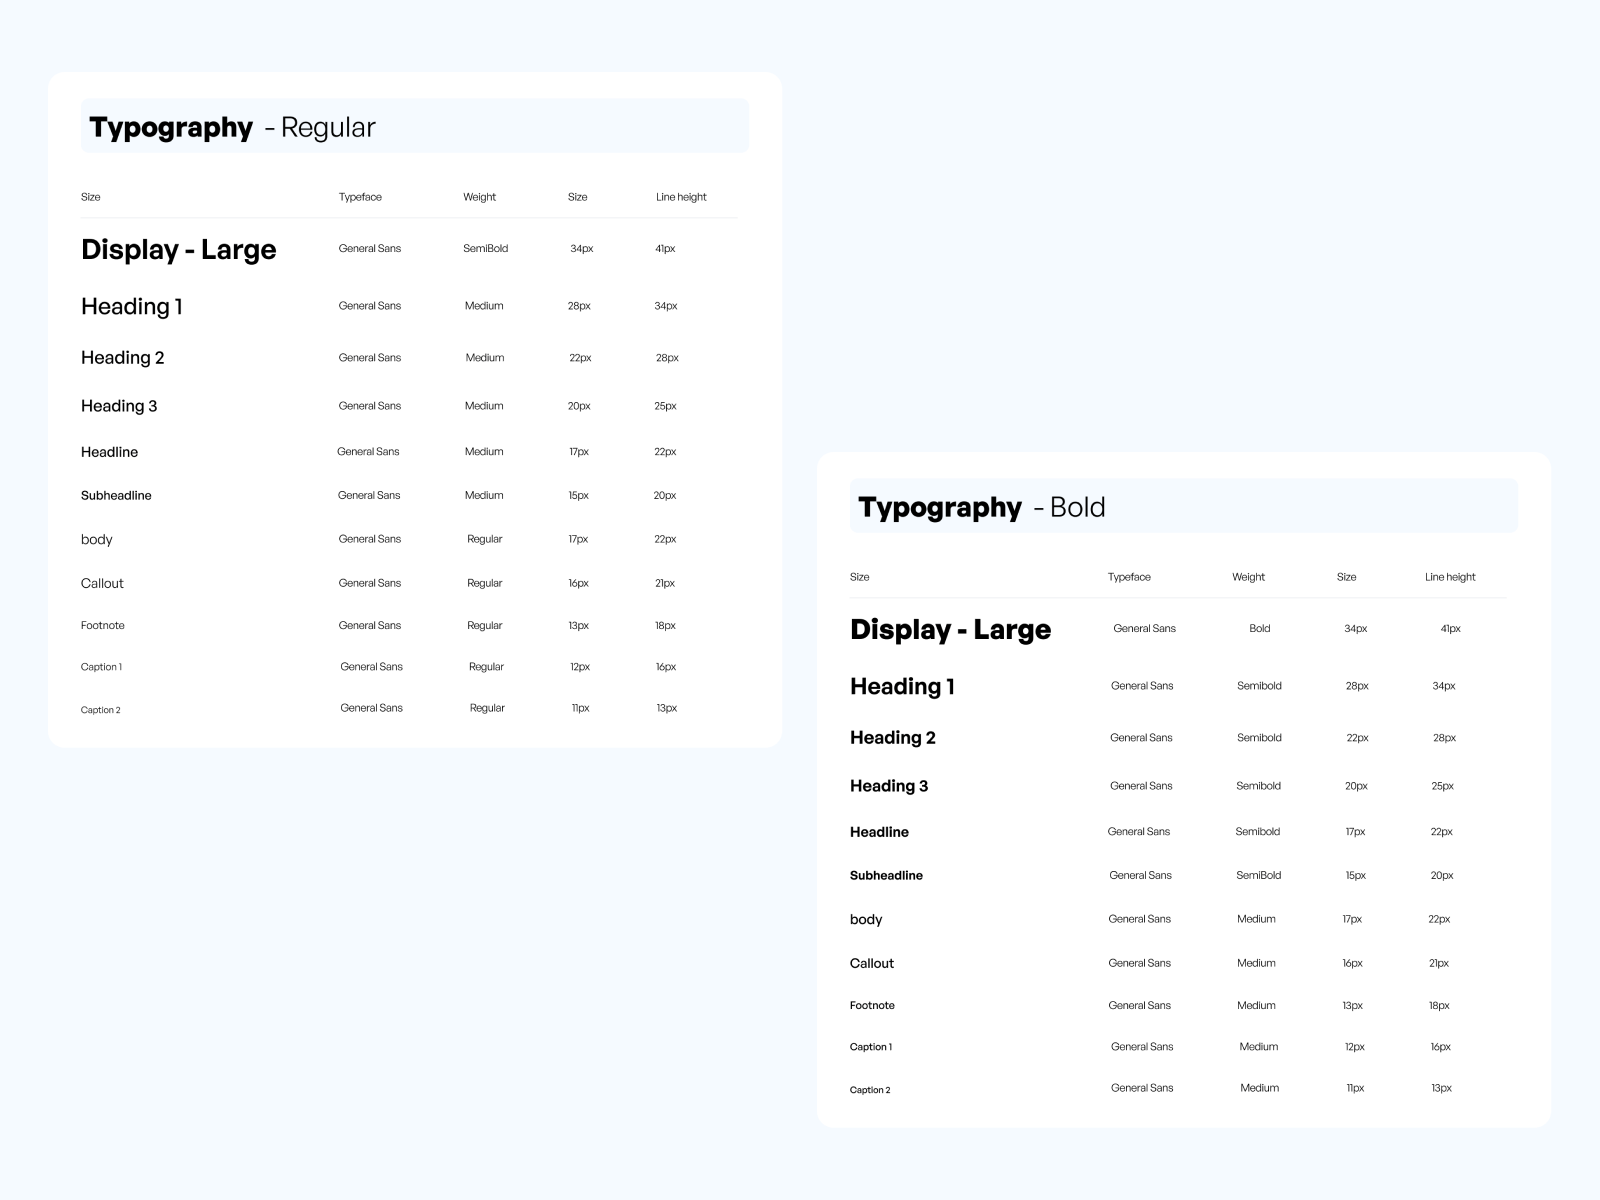 Typography - Regular
Size Typeface Weight Size Line height
Display - Large General Sans SemiBold 34px 41px
Heading 1 General Sans Medium 28px 34px
Heading 2 General Sans Medium 22px 28px
Heading 3 General Sans Medium 20px 25px
Headline General Sans Medium 17px 22px
Subheadline General Sans Medium 15px 20px
body General Sans Regular 17px 22px
Callout General Sans Regular 16px 21px
Footnote General Sans Regular 13px 18px
Caption 1 General Sans Regular 12px 16px
Caption 2 General Sans Regular 11px 13px
Typography - Bold
Size Typeface Weight Size Line height
Display - Large General Sans Bold 34px 41px
Heading 1 General Sans Semibold 28px 34px
Heading 2 General Sans Semibold 22px 28px
Heading 3 General Sans Semibold 20px 25px
Headline General Sans Semibold 17px 22px
Subheadline General Sans SemiBold 15px 20px
body General Sans Medium 17px 22px
Callout General Sans Medium 16px 21px
Footnote General Sans Medium 13px 18px
Caption 1 General Sans Medium 12px 16px
Caption 2 General Sans Medium 11px 13px